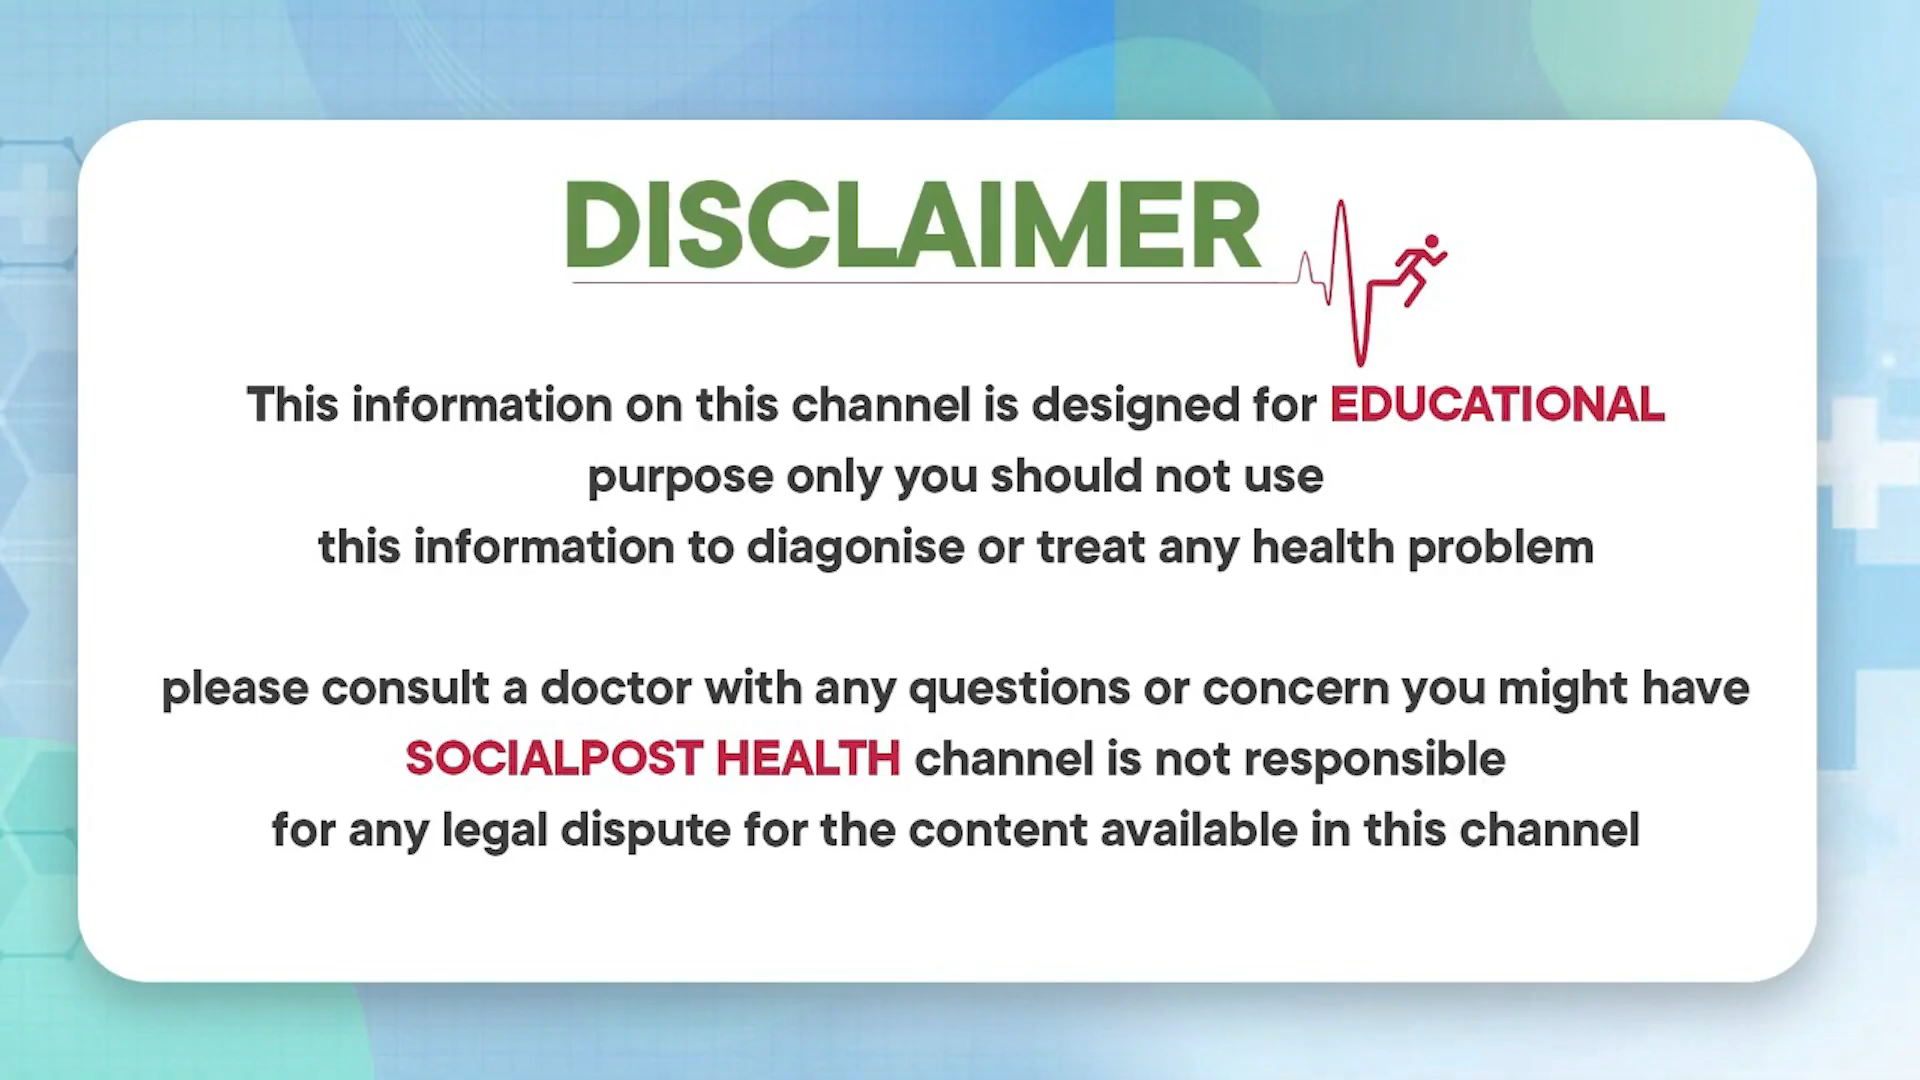 DISCLAIMER
This information on this channel is designed for EDUCATIONAL
purpose only you should not use
this information to diagonise or treat any health problem
please consult a doctor with any questions or concern you might have
SOCIALPOST HEALTH channel is not responsible
for any legal dispute for the content available in this channel